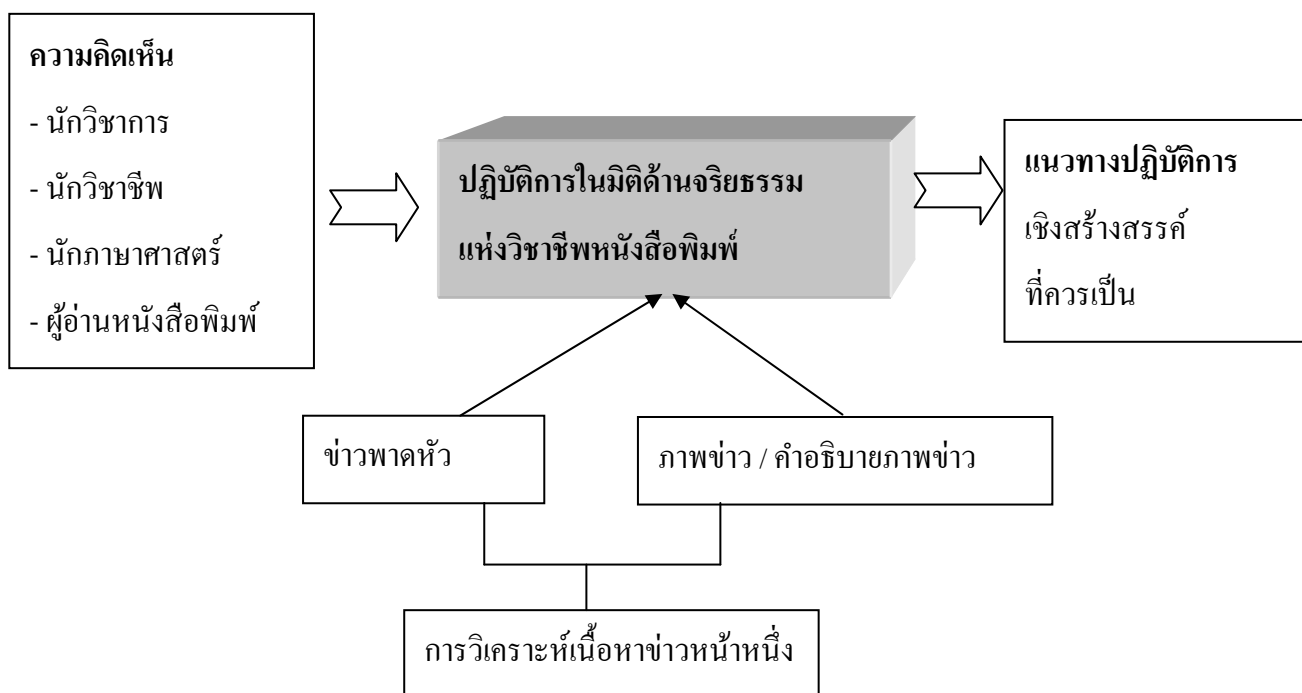 ความคิดเห็น
- นักวิชาการ
- นักวิชาชีพ
- นักภาษาศาสตร์
- ผู้อ่านหนังสือพิมพ์
ปฏิบัติการในมิติด้านจริยธรรม
แห่งวิชาชีพหนังสือพิมพ์
แนวทางปฏิบัติการ
เชิงสร้างสรรค์
ที่ควรเป็น
ข่าวพาดหัว
ภาพข่าว / คำอธิบายภาพข่าว
การวิเคราะห์เนื้อหาข่าวหน้าหนึ่ง